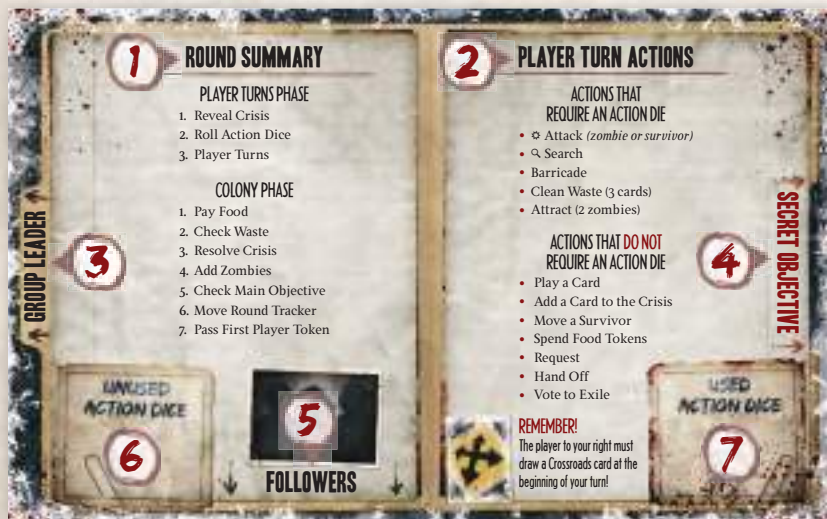 1 ROUND SUMMARY
PLAYER TURNS PHASE
1. Reveal Crisis
2. Roll Action Dice
3. Player Turns
COLONY PHASE
1. Pay Food
2. Check Waste
3. Resolve Crisis
4. Add Zombies
5. Check Main Objective
6. Move Round Tracker
7. Pass First Player Token
GROUP LEADER
3
UNUSED
ACTION DICE
6
5
FOLLOWERS
2 PLAYER TURN ACTIONS
ACTIONS THAT
REQUIRE AN ACTION DIE
• Attack (zombie or survivor)
• Search
• Barricade
• Clean Waste (3 cards)
• Attract (2 zombies)
ACTIONS THAT DO NOT
REQUIRE AN ACTION DIE
• Play a Card
• Add a Card to the Crisis
• Move a Survivor
• Spend Food Tokens
• Request
• Hand Off
• Vote to Exile
REMEMBER!
The player to your right must
draw a Crossroads card at the
beginning of your turn!
4
SECRET OBJECTIVE
USED
ACTION DICE
7